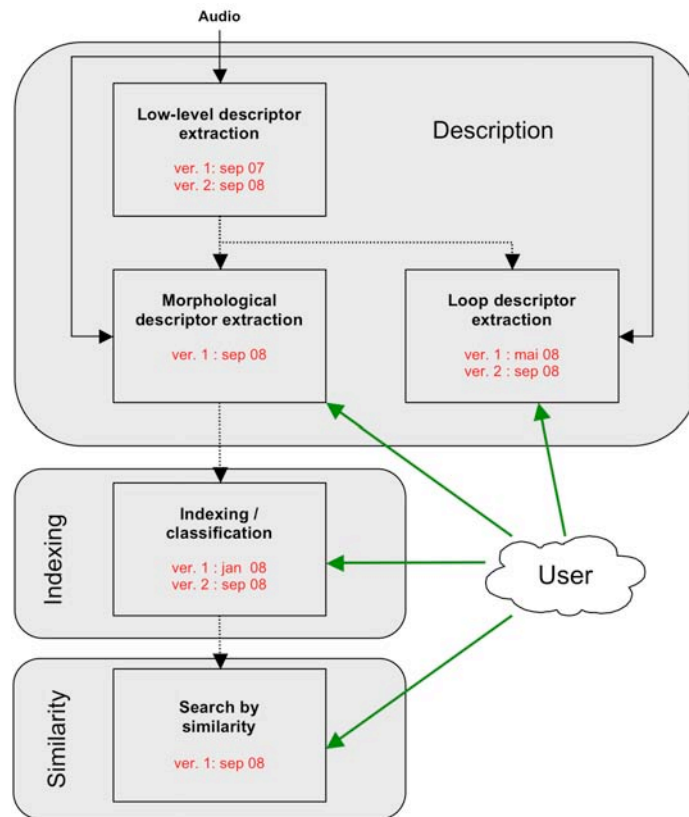 Audio
Low-level descriptor
extraction
ver. 1: sep 07
ver. 2: sep 08
Description
Morphological
descriptor extraction
ver. 1 : sep 08
Loop descriptor
extraction
ver. 1 : mai 08
ver. 2 : sep 08
Indexing
Indexing /
classification
ver. 1 : jan 08
ver. 2 : sep 08
User
Similarity
Search by
similarity
ver. 1: sep 08